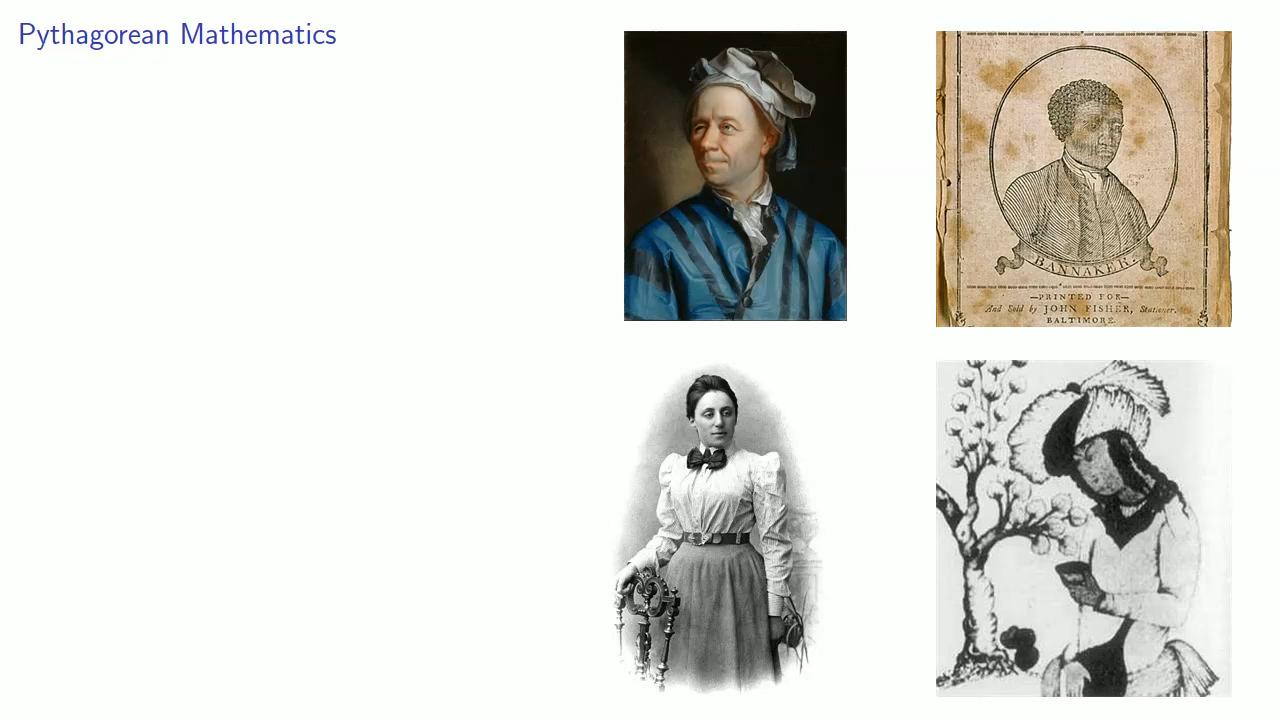 Pythagorean Mathematics
BANNAKER.
—PRINTED FOR—
And Sold by JOHN FISHER, Stationer.
BALTIMORE.